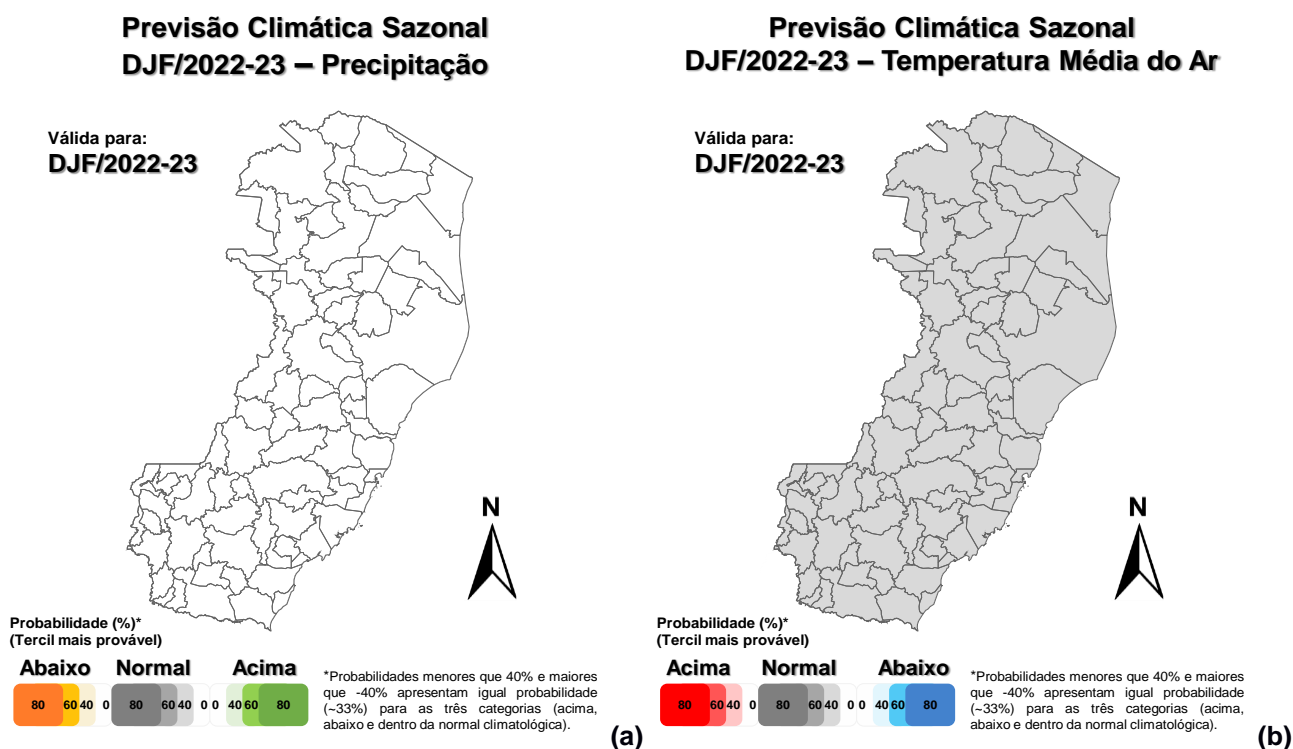 Previsão Climática Sazonal
DJF/2022-23 – Precipitação
Válida para:
DJF/2022-23
N
Probabilidade (%)*
(Tercil mais provável)
Abaixo Normal Acima
80 60 40 0 80 60 40 0 0 40 60 80
*Probabilidades menores que 40% e maiores
que -40% apresentam igual probabilidade
(~33%) para as três categorias (acima,
abaixo e dentro da normal climatológica).
(a)
Previsão Climática Sazonal
DJF/2022-23 – Temperatura Média do Ar
Válida para:
DJF/2022-23
N
Probabilidade (%)*
(Tercil mais provável)
Acima Normal Abaixo
80 60 40 0 80 60 40 0 0 40 60 80
*Probabilidades menores que 40% e maiores
que -40% apresentam igual probabilidade
(~33%) para as três categorias (acima,
abaixo e dentro da normal climatológica).
(b)